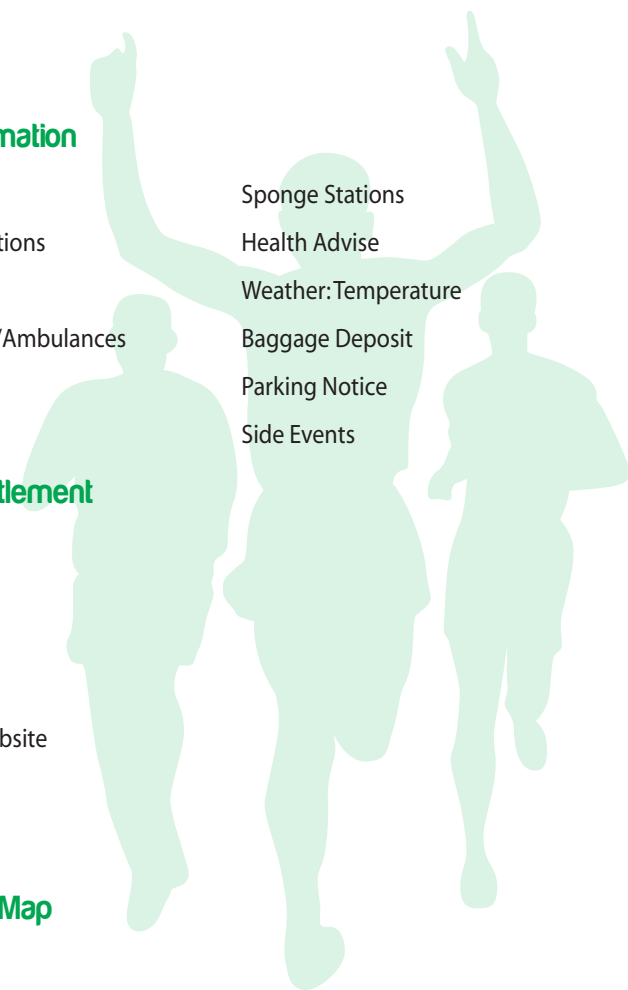 mation
Sponge Stations
tions
Health Advise
Weather: Temperature
/Ambulances
Baggage Deposit
Parking Notice
Side Events
tlement
bsite
Map